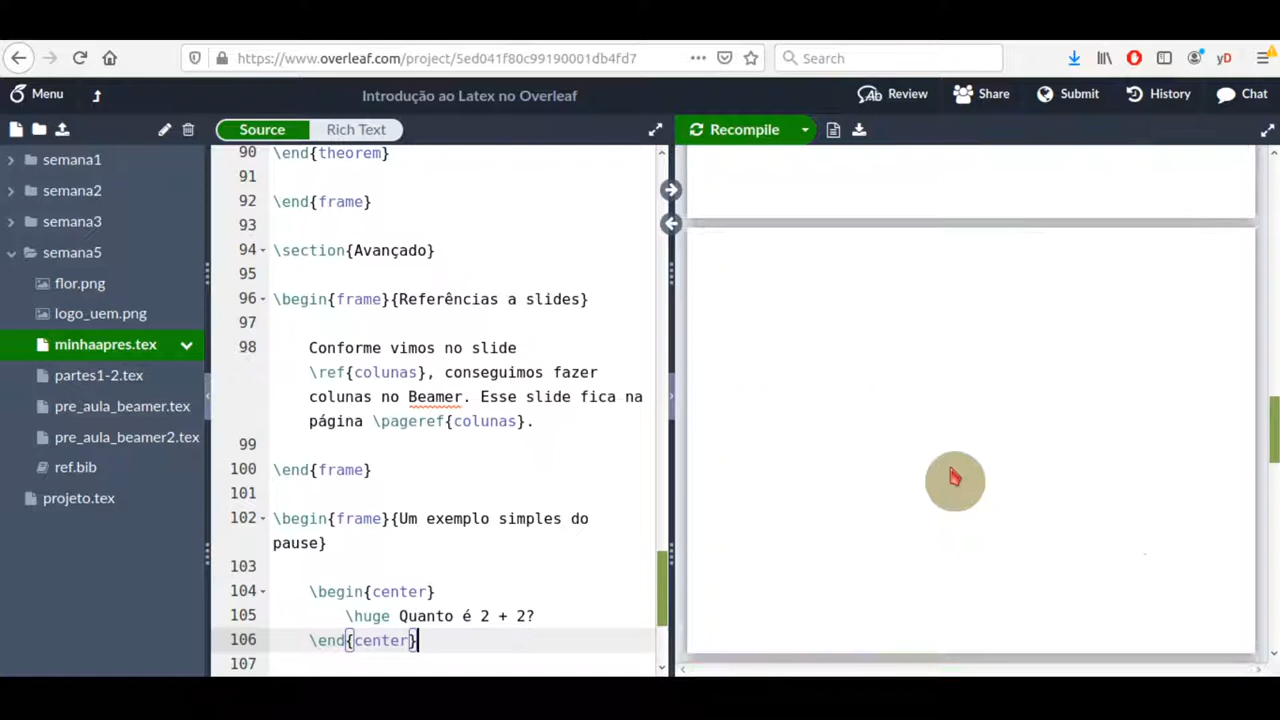 https://www.overleaf.com/project/5ed041f80c99190001db4fd7
Search
yD
Menu
Introdução ao Latex no Overleaf
Review
Share
Submit
History
Chat
Source
Rich Text
Recompile
semana1
semana2
semana3
semana5
flor.png
logo_uem.png
minhaapres.tex
partes1-2.tex
pre_aula_beamer.tex
pre_aula_beamer2.tex
ref.bib
projeto.tex
90 \end{theorem}
91
92 \end{frame}
93
94 \section{Avançado}
95
96 \begin{frame}{Referências a slides}
97
98 Conforme vimos no slide
\ref{colunas}, conseguimos fazer
colunas no Beamer. Esse slide fica na
página \pageref{colunas}.
99
100 \end{frame}
101
102 \begin{frame}{Um exemplo simples do
pause}
103
104 \begin{center}
105 \huge Quanto é 2 + 2?
106 \end{center}
107